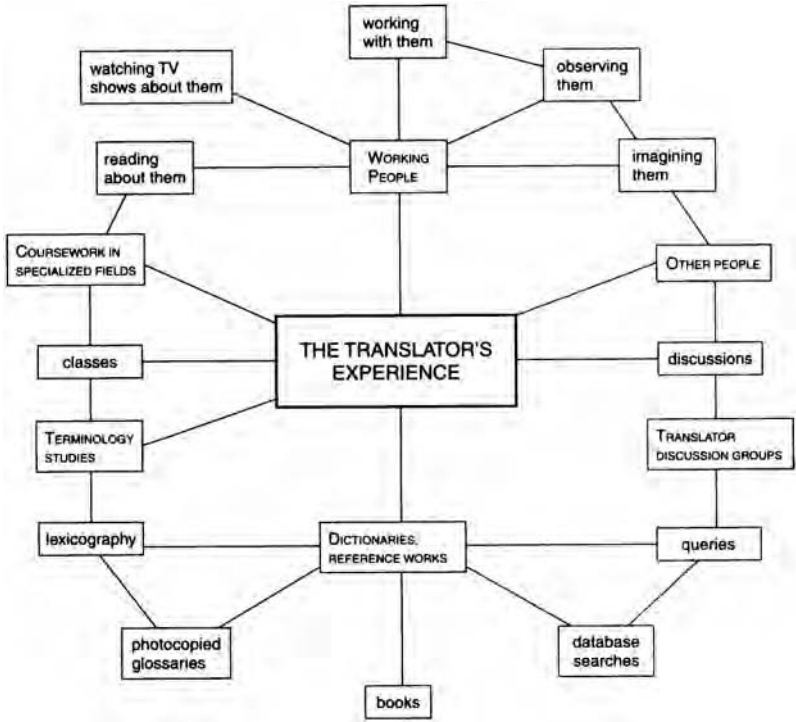 working
with them
watching TV
shows about them
observing
them
reading
about them
WORKING
PEOPLE
imagining
them
COURSEWORK IN
SPECIALIZED FIELDS
OTHER PEOPLE
THE TRANSLATOR'S
EXPERIENCE
classes
discussions
TERMINOLOGY
STUDIES
TRANSLATOR
DISCUSSION GROUPS
lexicography
DICTIONARIES,
REFERENCE WORKS
queries
photocopied
glossaries
database
searches
books